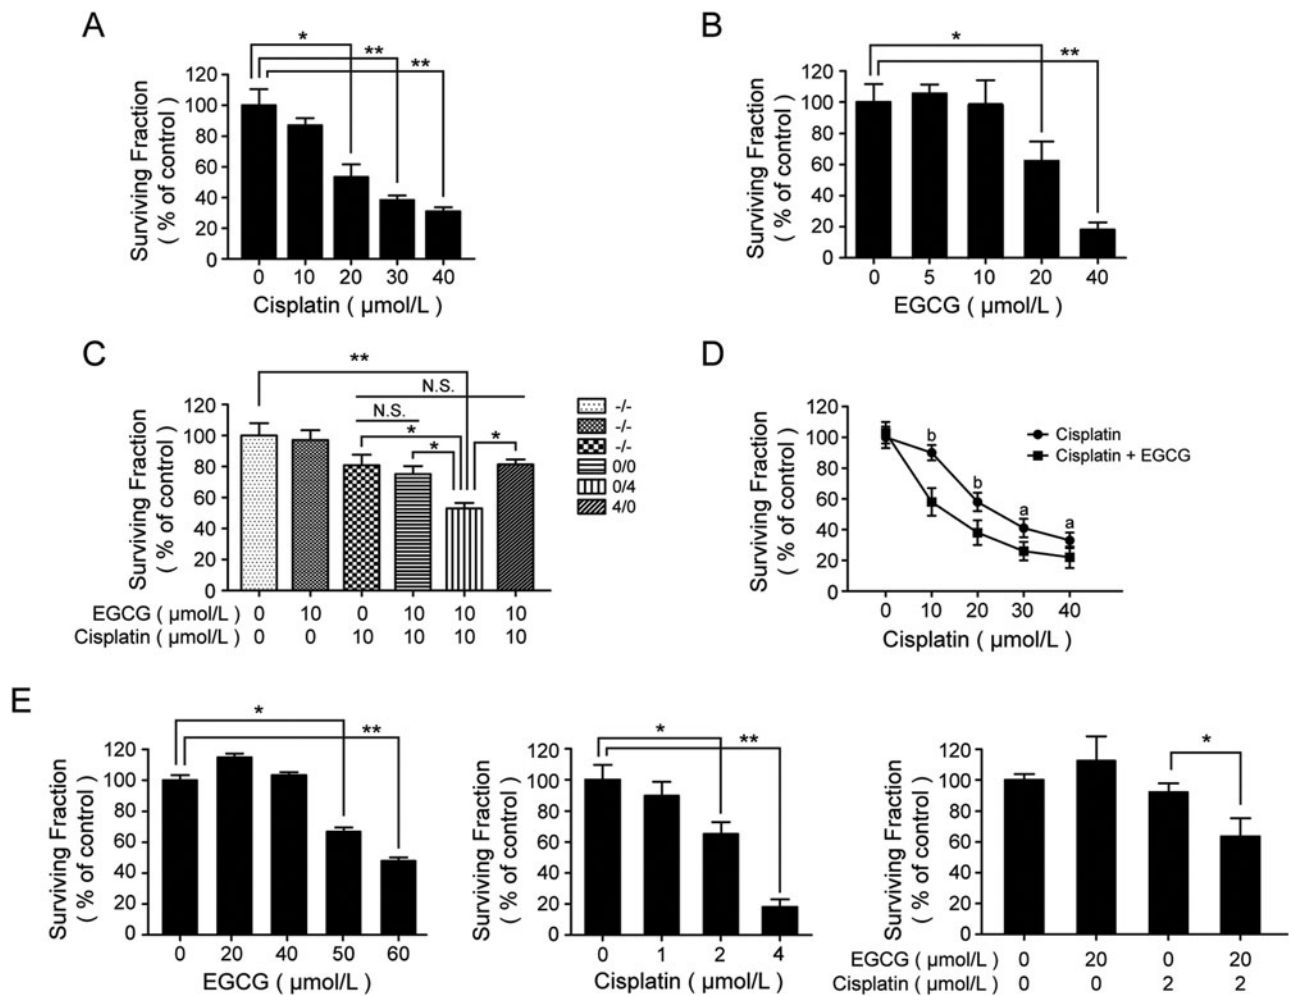 A
* 
**
**
Surviving Fraction
( % of control )
120
100
80
60
40
20
0
0 10 20 30 40
Cisplatin ( μmol/L )
B
*
**
Surviving Fraction
( % of control )
120
100
80
60
40
20
0
0 5 10 20 40
EGCG ( μmol/L )
C
**
N.S.
N.S.
*
* *
Surviving Fraction
( % of control )
120
100
80
60
40
20
0
EGCG ( μmol/L ) 0 10 0 10 10 10
Cisplatin ( μmol/L ) 0 0 10 10 10 10
-/-
-/-
-/-
0/0
0/4
4/0
D
Surviving Fraction
( % of control )
120
100
80
60
40
20
0
b
b
a
a
Cisplatin
Cisplatin + EGCG
0 10 20 30 40
Cisplatin ( μmol/L )
E
*
**
Surviving Fraction
( % of control )
120
100
80
60
40
20
0
0 20 40 50 60
EGCG ( μmol/L )
*
**
Surviving Fraction
( % of control )
120
100
80
60
40
20
0
0 1 2 4
Cisplatin ( μmol/L )
*
Surviving Fraction
( % of control )
120
100
80
60
40
20
0
EGCG ( μmol/L ) 0 20 0 20
Cisplatin ( μmol/L ) 0 0 2 2